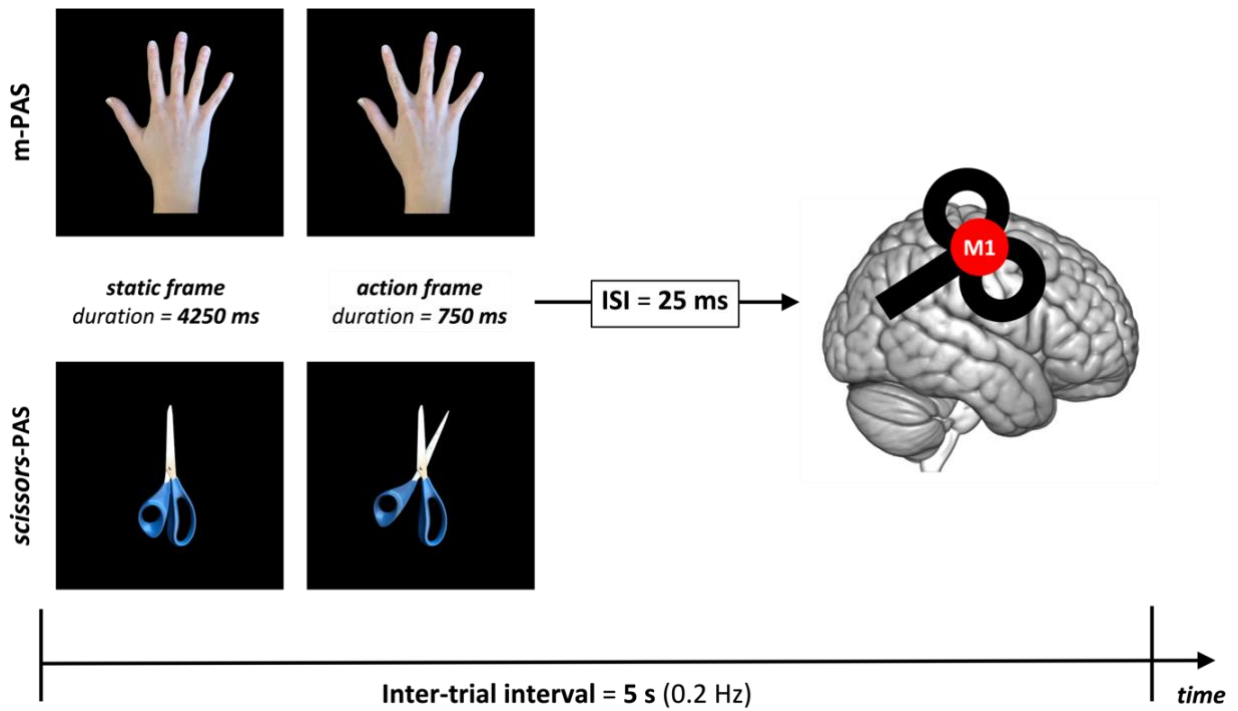 m-PAS
static frame
duration = 4250 ms
action frame
duration = 750 ms
ISI = 25 ms
M1
scissors-PAS
Inter-trial interval = 5 s (0.2 Hz)
time